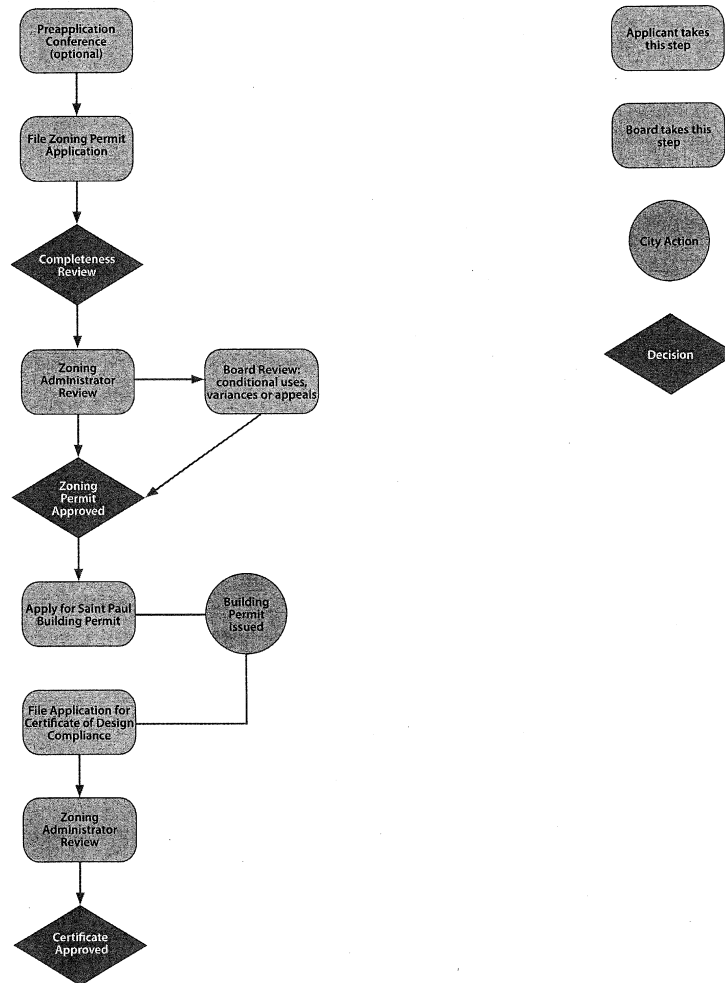 Preapplication
Conference
(optional)
File Zoning Permit
Application
Completeness
Review
Zoning
Administrator
Review
Board Review:
conditional uses,
variances or appeals
Zoning
Permit
Approved
Apply for Saint Paul
Building Permit
Building
Permit
Issued
File Application for
Certificate of Design
Compliance
Zoning
Administrator
Review
Certificate
Approved
Applicant takes
this step
Board takes this
step
City Action
Decision